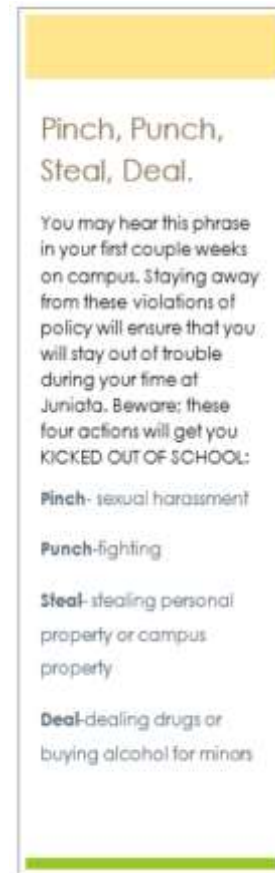 Pinch, Punch,
Steal, Deal.
You may hear this phrase
in your first couple weeks
on campus. Staying away
from these violations of
policy will ensure that you
will stay out of trouble
during your time at
Juniata. Beware; these
four actions will get you
KICKED OUT OF SCHOOL:
Pinch- sexual harassment
Punch-fighting
Steal- stealing personal
property or campus
property
Deal-dealing drugs or
buying alcohol for minors